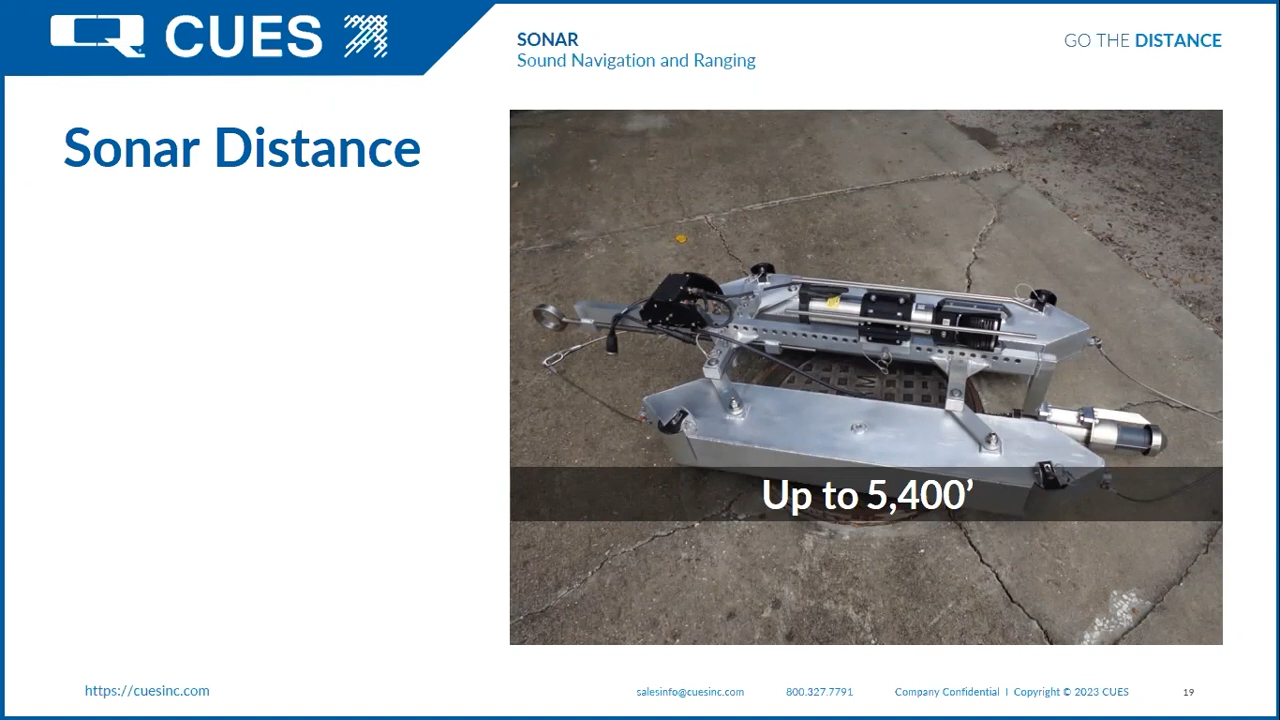 CUES
SONAR
Sound Navigation and Ranging
GO THE DISTANCE
Sonar Distance
Up to 5,400’
https://cuesinc.com
salesinfo@cuesinc.com
800.327.7791
Company Confidential I Copyright © 2023 CUES
19